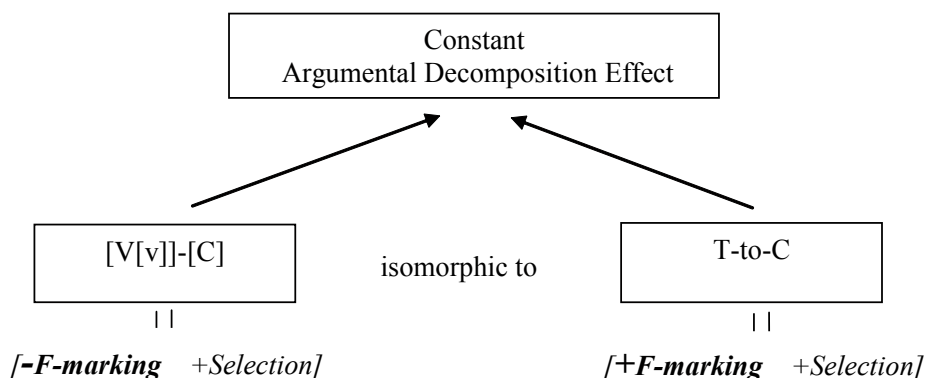 Constant
Argumental Decomposition Effect
[V[v]]-[C]
isomorphic to
T-to-C
[-F-marking +Selection]
[+F-marking +Selection]